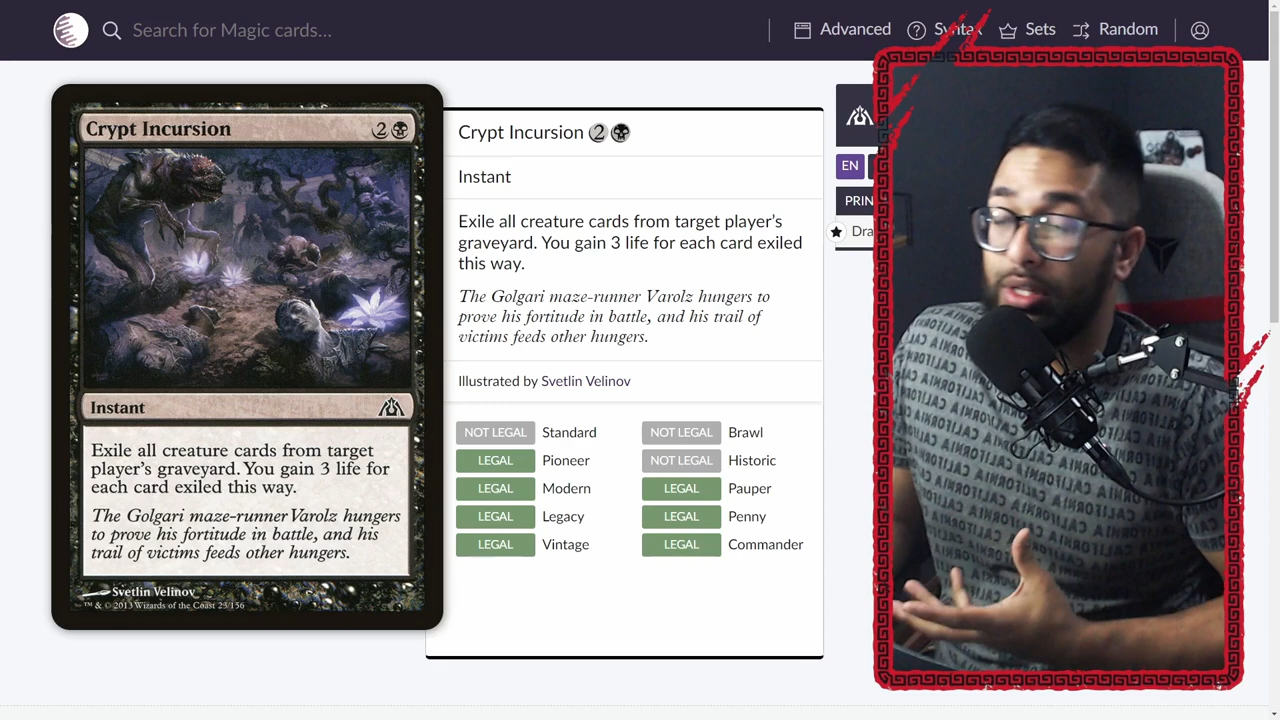 Search for Magic cards...
Advanced
Syntax
Sets
Random
Crypt Incursion 2
Instant
Exile all creature cards from target
player's graveyard. You gain 3 life for
each card exiled this way.
The Golgari maze-runner Varolz hungers
to prove his fortitude in battle, and his
trail of victims feeds other hungers.
Svetlin Velinov
™ & © 2013 Wizards of the Coast 23/156
Crypt Incursion 2
Instant
Exile all creature cards from target player's
graveyard. You gain 3 life for each card exiled
this way.
The Golgari maze-runner Varolz hungers to
prove his fortitude in battle, and his trail of
victims feeds other hungers.
Illustrated by Svetlin Velinov
NOT LEGAL Standard NOT LEGAL Brawl
LEGAL Pioneer NOT LEGAL Historic
LEGAL Modern LEGAL Pauper
LEGAL Legacy LEGAL Penny
LEGAL Vintage LEGAL Commander
EN
PRIN
Dra
CALIFORNIA